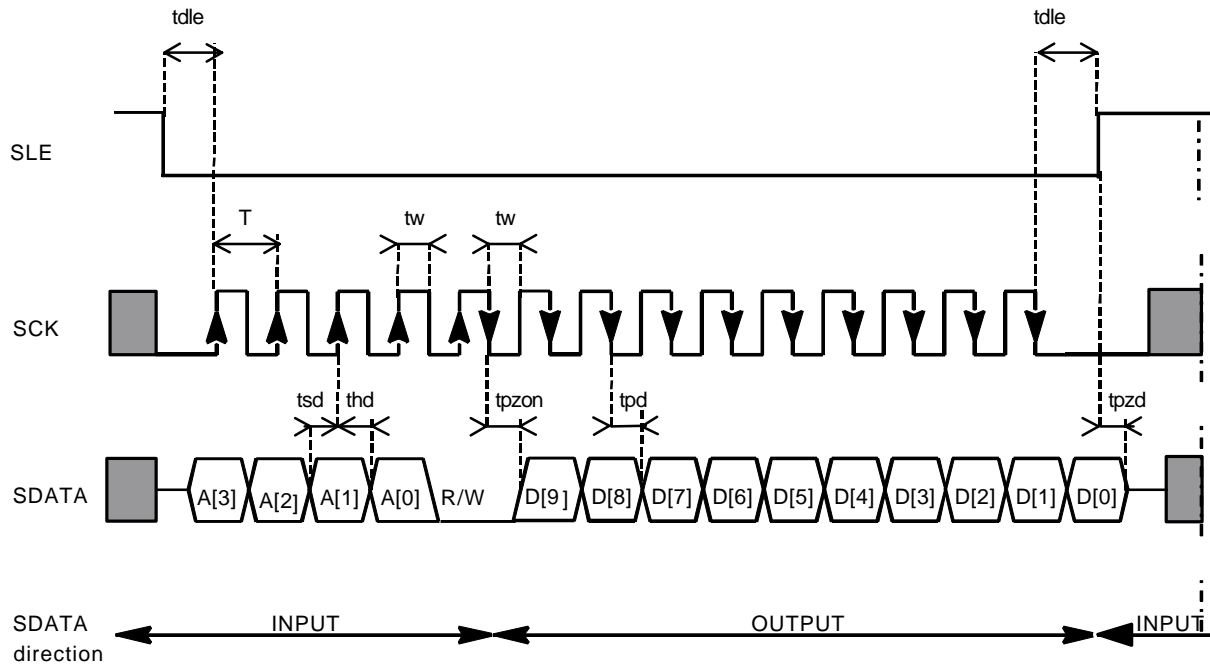 tdle tdle
SLE
T tw tw
SCK
tsd thd tpzon tpd tpzd
SDATA A[3] A[2] A[1] A[0] R/W D[9] D[8] D[7] D[6] D[5] D[4] D[3] D[2] D[1] D[0]
SDATA INPUT OUTPUT INPUT
direction